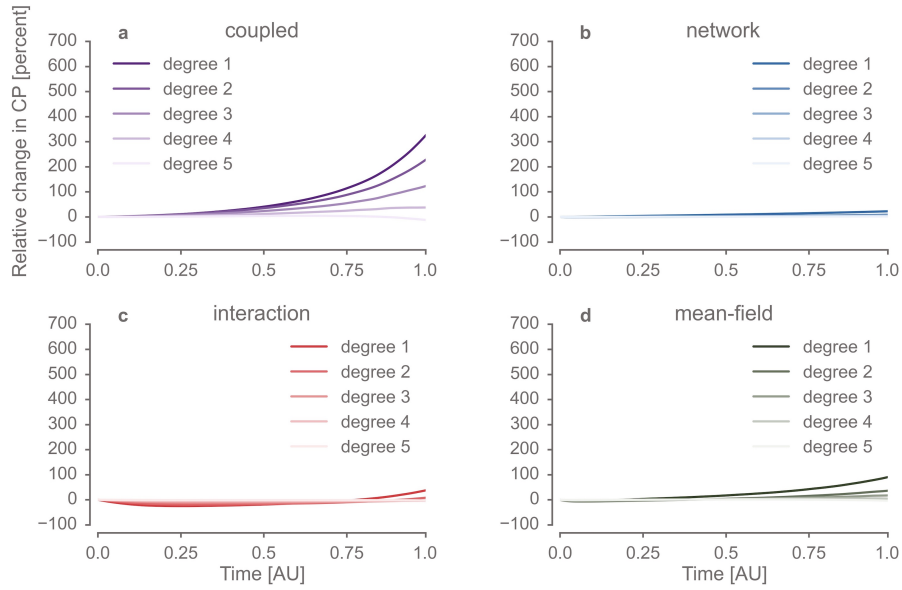 Relative change in CP [percent]
a coupled
700
600
500
400
300
200
100
0
−100
degree 1
degree 2
degree 3
degree 4
degree 5
0.0 0.25 0.5 0.75 1.0
b network
700
600
500
400
300
200
100
0
−100
degree 1
degree 2
degree 3
degree 4
degree 5
0.0 0.25 0.5 0.75 1.0
c interaction
700
600
500
400
300
200
100
0
−100
degree 1
degree 2
degree 3
degree 4
degree 5
0.0 0.25 0.5 0.75 1.0
Time [AU]
d mean-field
700
600
500
400
300
200
100
0
−100
degree 1
degree 2
degree 3
degree 4
degree 5
0.0 0.25 0.5 0.75 1.0
Time [AU]